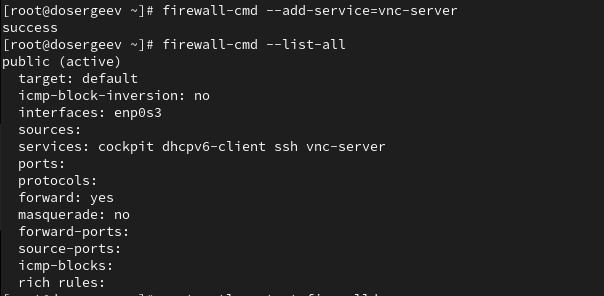 [root@dosergeev ~]# firewall-cmd --add-service=vnc-server
success
[root@dosergeev ~]# firewall-cmd --list-all
public (active)
  target: default
  icmp-block-inversion: no
  interfaces: enp0s3
  sources:
  services: cockpit dhcpv6-client ssh vnc-server
  ports:
  protocols:
  forward: yes
  masquerade: no
  forward-ports:
  source-ports:
  icmp-blocks:
  rich rules: